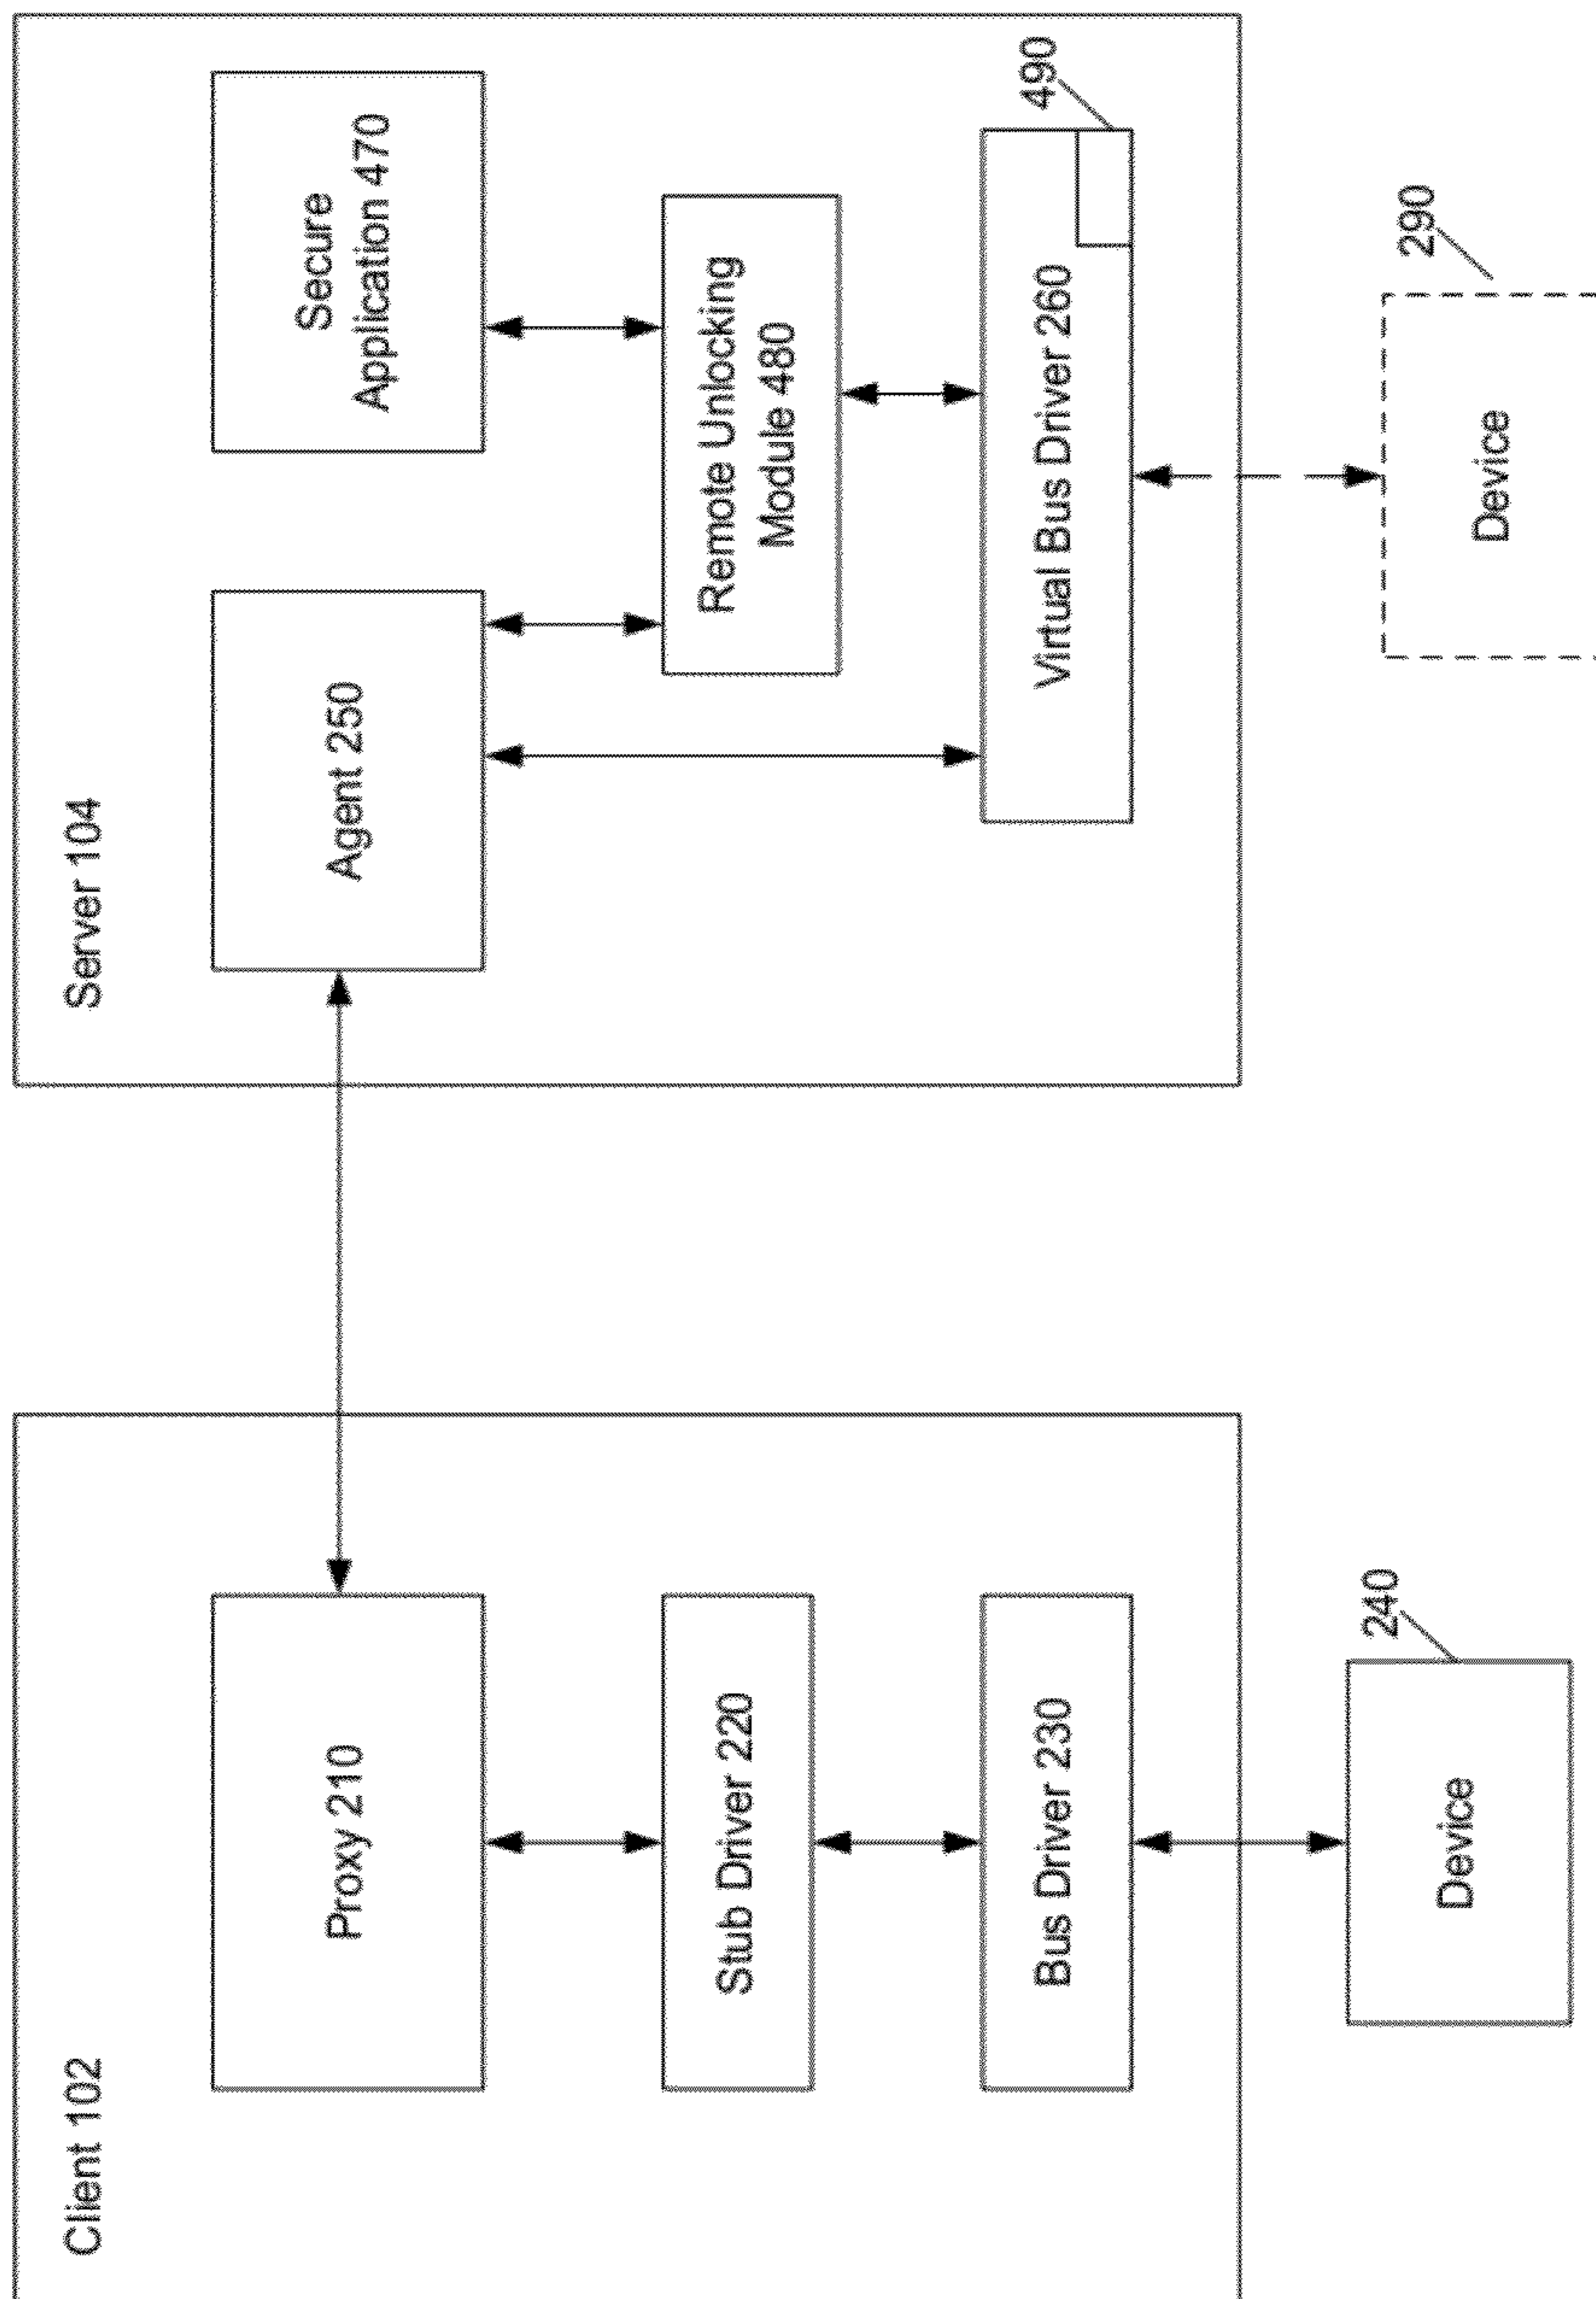 Client 102
Server 104
Proxy 210
Agent 250
Secure
Application 470
Stub Driver 220
Remote Unlocking
Module 480
Bus Driver 230
Virtual Bus Driver 260
490
240
Device
290
Device